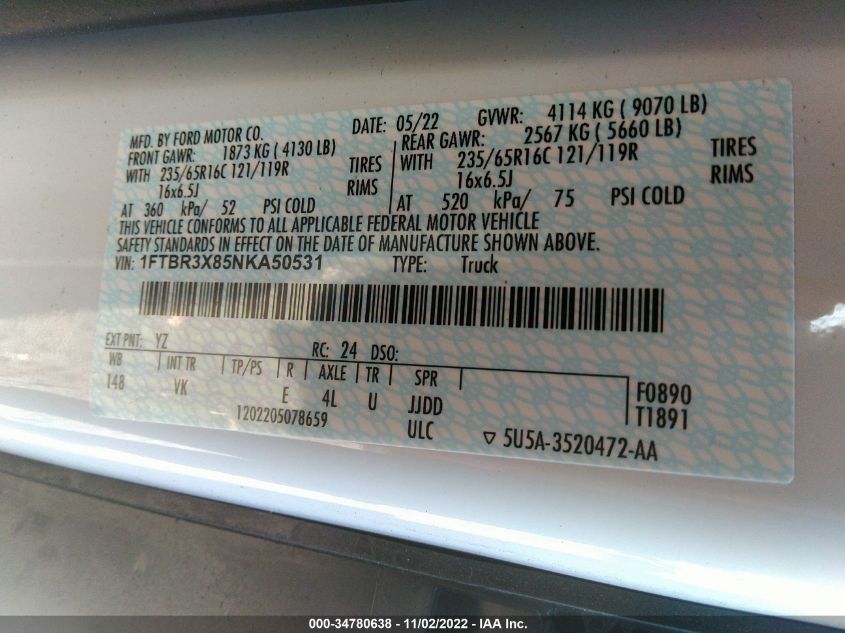 MFD. BY FORD MOTOR CO. DATE: 05/22 GVWR: 4114 KG ( 9070 LB)
FRONT GAWR: 1873 KG ( 4130 LB) REAR GAWR: 2567 KG ( 5660 LB)
WITH 235/65R16C 121/119R TIRES WITH 235/65R16C 121/119R TIRES
16x6.5J RIMS 16x6.5J RIMS
AT 360 kPa/ 52 PSI COLD AT 520 kPa/ 75 PSI COLD
THIS VEHICLE CONFORMS TO ALL APPLICABLE FEDERAL MOTOR VEHICLE
SAFETY STANDARDS IN EFFECT ON THE DATE OF MANUFACTURE SHOWN ABOVE.
VIN: 1FTBR3X85NKA50531 TYPE: Truck
EXT PNT: YZ RC: 24 DSO:
WB INT TR TP/PS R AXLE TR SPR
148 VK E 4L U JJDD F0890
1202205078659 ULC T1891
5U5A-3520472-AA
000-34780638 - 11/02/2022 - IAA Inc.